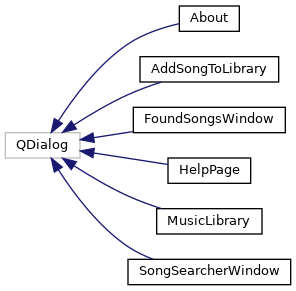 About
AddSongToLibrary
FoundSongsWindow
QDialog
HelpPage
MusicLibrary
SongSearcherWindow